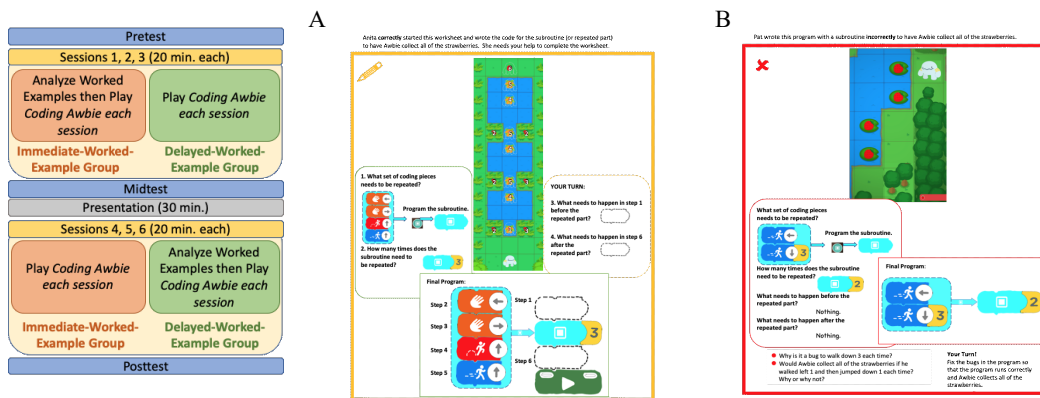 Pretest
Sessions 1, 2, 3 (20 min. each)
Analyze Worked
Examples then Play
Coding Awbie each
session
Play Coding Awbie
each session
Immediate-Worked-
Example Group
Delayed-Worked-
Example Group
Midtest
Presentation (30 min.)
Sessions 4, 5, 6 (20 min. each)
Play Coding Awbie
each session
Analyze Worked
Examples then Play
Coding Awbie each
session
Immediate-Worked-
Example Group
Delayed-Worked-
Example Group
Posttest
A
Anita correctly started this worksheet and wrote the code for the subroutine (or repeated part)
to have Awbie collect all of the strawberries. She needs your help to complete the worksheet.
1. What set of coding pieces
needs to be repeated?
Program the subroutine.
2. How many times does the
subroutine need to
be repeated?
3
YOUR TURN:
3. What needs to happen in step 1
before the
repeated part?
4. What needs to happen in step 6
after the
repeated part?
Final Program:
Step 2
Step 3
Step 4
Step 5
Step 1
3
Step 6
B
Pat wrote this program with a subroutine incorrectly to have Awbie collect all of the strawberries.
What set of coding pieces
needs to be repeated?
3
Program the subroutine.
How many times does the subroutine
need to be repeated?
2
What needs to happen before the
repeated part?
Nothing.
What needs to happen after the
repeated part?
Nothing.
Final Program:
3
2
Why is it a bug to walk down 3 each time?
Would Awbie collect all of the strawberries if he
walked left 1 and then jumped down 1 each time?
Why or why not?
Your Turn!
Fix the bugs in the program so
that the program runs correctly
and Awbie collects all of the
strawberries.